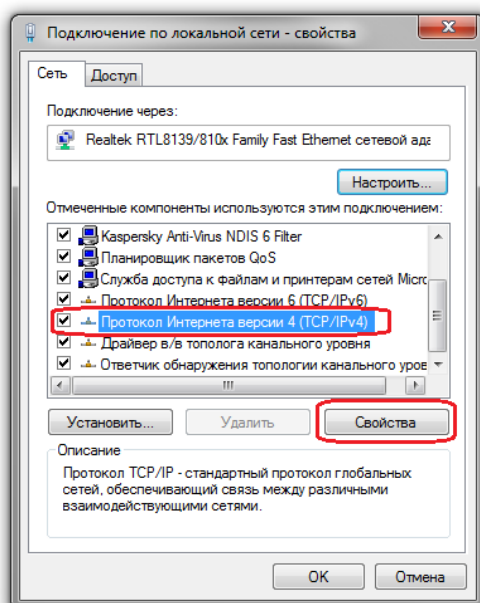 Подключение по локальной сети - свойства
Сеть
Доступ
Подключение через:
Realtek RTL8139/810x Family Fast Ethernet сетевой ада
Настроить...
Отмеченные компоненты используются этим подключением:
Kaspersky Anti-Virus NDIS 6 Filter
Планировщик пакетов QoS
Служба доступа к файлам и принтерам сетей Micro
Протокол Интернета версии 6 (TCP/IPv6)
Протокол Интернета версии 4 (TCP/IPv4)
Драйвер в/в тополога канального уровня
Ответчик обнаружения топологии канального уров
Установить...
Удалить
Свойства
Описание
Протокол TCP/IP - стандартный протокол глобальных
сетей, обеспечивающий связь между различными
взаимодействующими сетями.
OK
Отмена